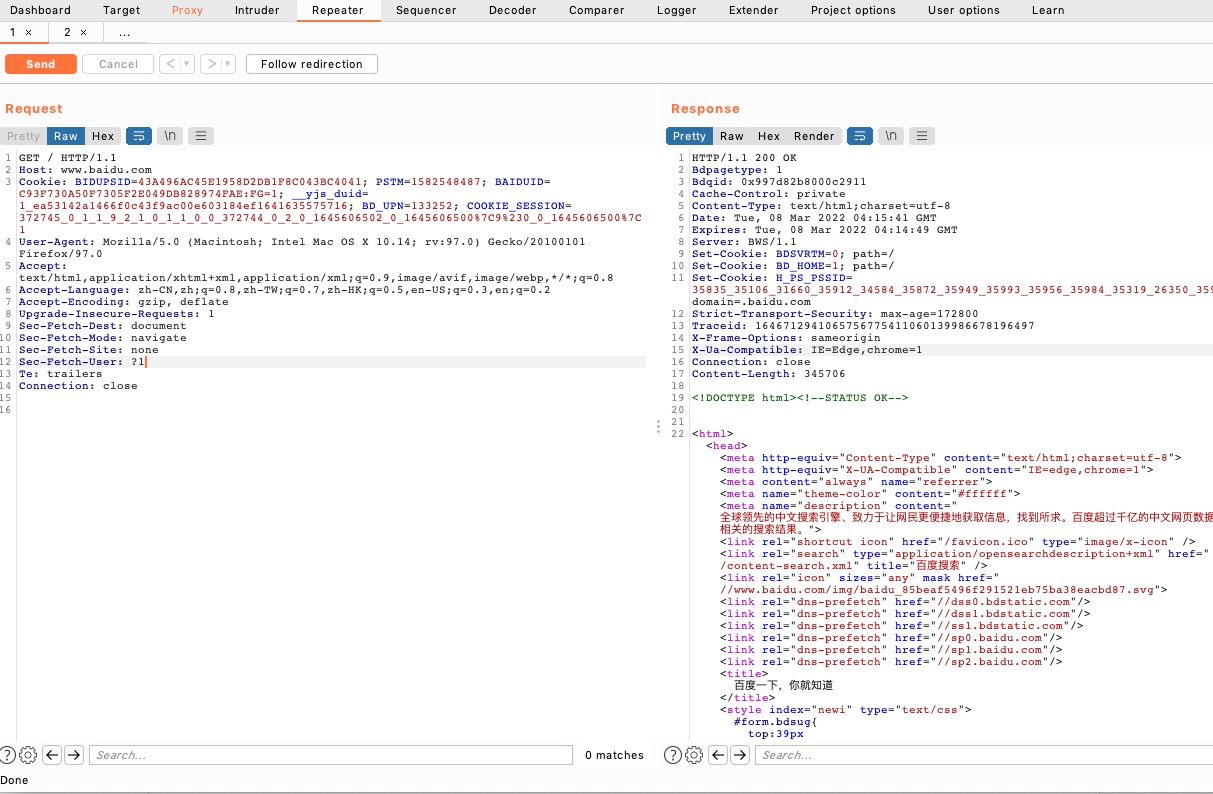 Dashboard Target Proxy Intruder Repeater Sequencer Decoder Comparer Logger Extender Project options User options Learn
1 × 2 × ...
Send Cancel < > Follow redirection
Request
Pretty Raw Hex \n
1 GET / HTTP/1.1
2 Host: www.baidu.com
3 Cookie: BIDUPSID=43A496AC45E1958D2DB1F8C043BC4041; PSTM=1582548487; BAIDUID=
C93F730A50F7305F2E049DB828974FAE:FG=1; __yjs_duid=
1_ea53142a1466f0c43f9ac00e603184ef1641635575716; BD_UPN=133252; COOKIE_SESSION=
372745_0_1_1_9_2_1_0_1_1_0_0_372744_0_2_0_1645606502_0_1645606500%7C9%230_0_1645606500%7C
1
4 User-Agent: Mozilla/5.0 (Macintosh; Intel Mac OS X 10.14; rv:97.0) Gecko/20100101
Firefox/97.0
5 Accept:
text/html,application/xhtml+xml,application/xml;q=0.9,image/avif,image/webp,*/*;q=0.8
6 Accept-Language: zh-CN,zh;q=0.8,zh-TW;q=0.7,zh-HK;q=0.5,en-US;q=0.3,en;q=0.2
7 Accept-Encoding: gzip, deflate
8 Upgrade-Insecure-Requests: 1
9 Sec-Fetch-Dest: document
10 Sec-Fetch-Mode: navigate
11 Sec-Fetch-Site: none
12 Sec-Fetch-User: ?1
13 Te: trailers
14 Connection: close
15
16
? Search... 0 matches
Done
Response
Pretty Raw Hex Render \n
1 HTTP/1.1 200 OK
2 Bdpagetype: 1
3 Bdqid: 0x997d82b8000c2911
4 Cache-Control: private
5 Content-Type: text/html;charset=utf-8
6 Date: Tue, 08 Mar 2022 04:15:41 GMT
7 Expires: Tue, 08 Mar 2022 04:14:49 GMT
8 Server: BWS/1.1
9 Set-Cookie: BDSVRTM=0; path=/
10 Set-Cookie: BD_HOME=1; path=/
11 Set-Cookie: H_PS_PSSID=
35835_35106_31660_35912_34584_35872_35949_35993_35956_35984_35319_26350_359
domain=.baidu.com
12 Strict-Transport-Security: max-age=172800
13 Traceid: 1646712941065756775411060139986678196497
14 X-Frame-Options: sameorigin
15 X-Ua-Compatible: IE=Edge,chrome=1
16 Connection: close
17 Content-Length: 345706
18
19 <!DOCTYPE html><!--STATUS OK-->
20
21
22 <html>
<head>
<meta http-equiv="Content-Type" content="text/html;charset=utf-8">
<meta http-equiv="X-UA-Compatible" content="IE=edge,chrome=1">
<meta content="always" name="referrer">
<meta name="theme-color" content="#ffffff">
<meta name="description" content="
全球领先的中文搜索引擎、致力于让网民更便捷地获取信息，找到所求。百度超过千亿的中文网页数据
相关的搜索结果。">
<link rel="shortcut icon" href="/favicon.ico" type="image/x-icon" />
<link rel="search" type="application/opensearchdescription+xml" href="
/content-search.xml" title="百度搜索" />
<link rel="icon" sizes="any" mask href="
//www.baidu.com/img/baidu_85beaf5496f291521eb75ba38eacbd87.svg">
<link rel="dns-prefetch" href="//dss0.bdstatic.com"/>
<link rel="dns-prefetch" href="//dss1.bdstatic.com"/>
<link rel="dns-prefetch" href="//ss1.bdstatic.com"/>
<link rel="dns-prefetch" href="//sp0.baidu.com"/>
<link rel="dns-prefetch" href="//sp1.baidu.com"/>
<link rel="dns-prefetch" href="//sp2.baidu.com"/>
<title>
百度一下，你就知道
</title>
<style index="newi" type="text/css">
#form.bdsug{
top:39px
? Search...